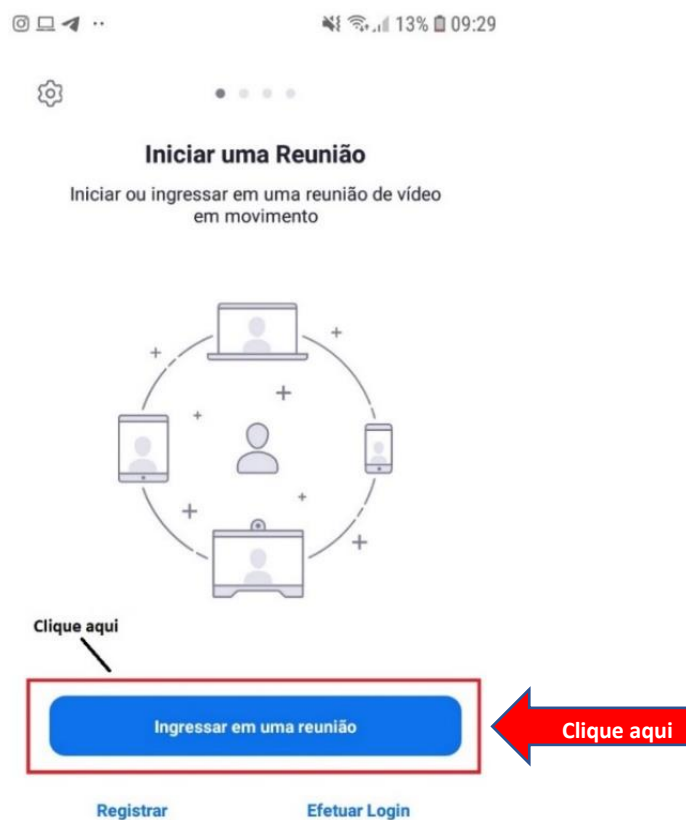 13% 09:29
Iniciar uma Reunião
Iniciar ou ingressar em uma reunião de vídeo
em movimento
Clique aqui
Ingressar em uma reunião
Clique aqui
Registrar Efetuar Login